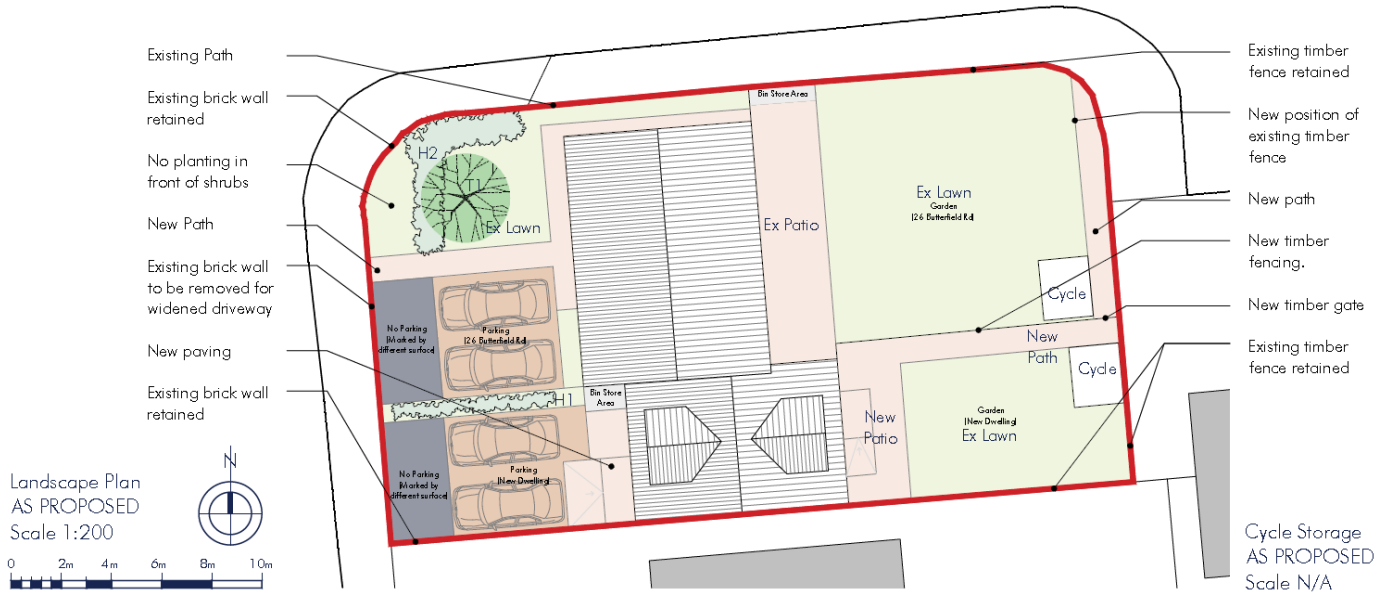 Existing Path
Existing brick wall
retained
No planting in
front of shrubs
New Path
Existing brick wall
to be removed for
widened driveway
New paving
Existing brick wall
retained
Landscape Plan
AS PROPOSED
Scale 1:200
N
0 2m 4m 6m 8m 10m
H2
T1
Ex Lawn
No Parking
(Marked by
different surface)
Parking
(26 Butterfield Rd)
H1
Bin Store
Area
No Parking
(Marked by
different surface)
Parking
(New Dwelling)
Bin Store Area
Ex Patio
Ex Lawn
Garden
(26 Butterfield Rd)
Cycle
New
Path
Cycle
New
Patio
Garden
(New Dwelling)
Ex Lawn
Existing timber
fence retained
New position of
existing timber
fence
New path
New timber
fencing.
New timber gate
Existing timber
fence retained
Cycle Storage
AS PROPOSED
Scale N/A